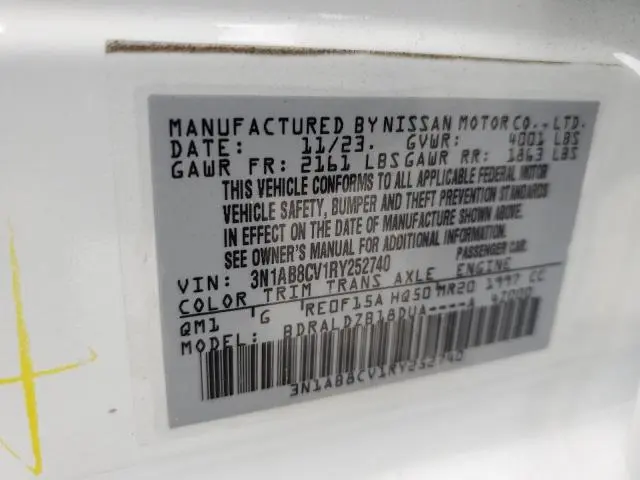 MANUFACTURED BY NISSAN MOTOR CO., LTD.
DATE: 11/23. GVWR: 4001 LBS
GAWR FR: 2161 LBS GAWR RR: 1863 LBS
THIS VEHICLE CONFORMS TO ALL APPLICABLE FEDERAL MOTOR
VEHICLE SAFETY, BUMPER AND THEFT PREVENTION STANDARDS
IN EFFECT ON THE DATE OF MANUFACTURE SHOWN ABOVE.
SEE OWNER'S MANUAL FOR ADDITIONAL INFORMATION.
VIN: 3N1AB8CV1RY252740 PASSENGER CAR
COLOR TRIM TRANS AXLE ENGINE
QM1 G RE0F15A HQ50 MR20 1997 CC
MODEL: BDRALDZB18DUA----A 47000
3N1AB8CV1RY252740